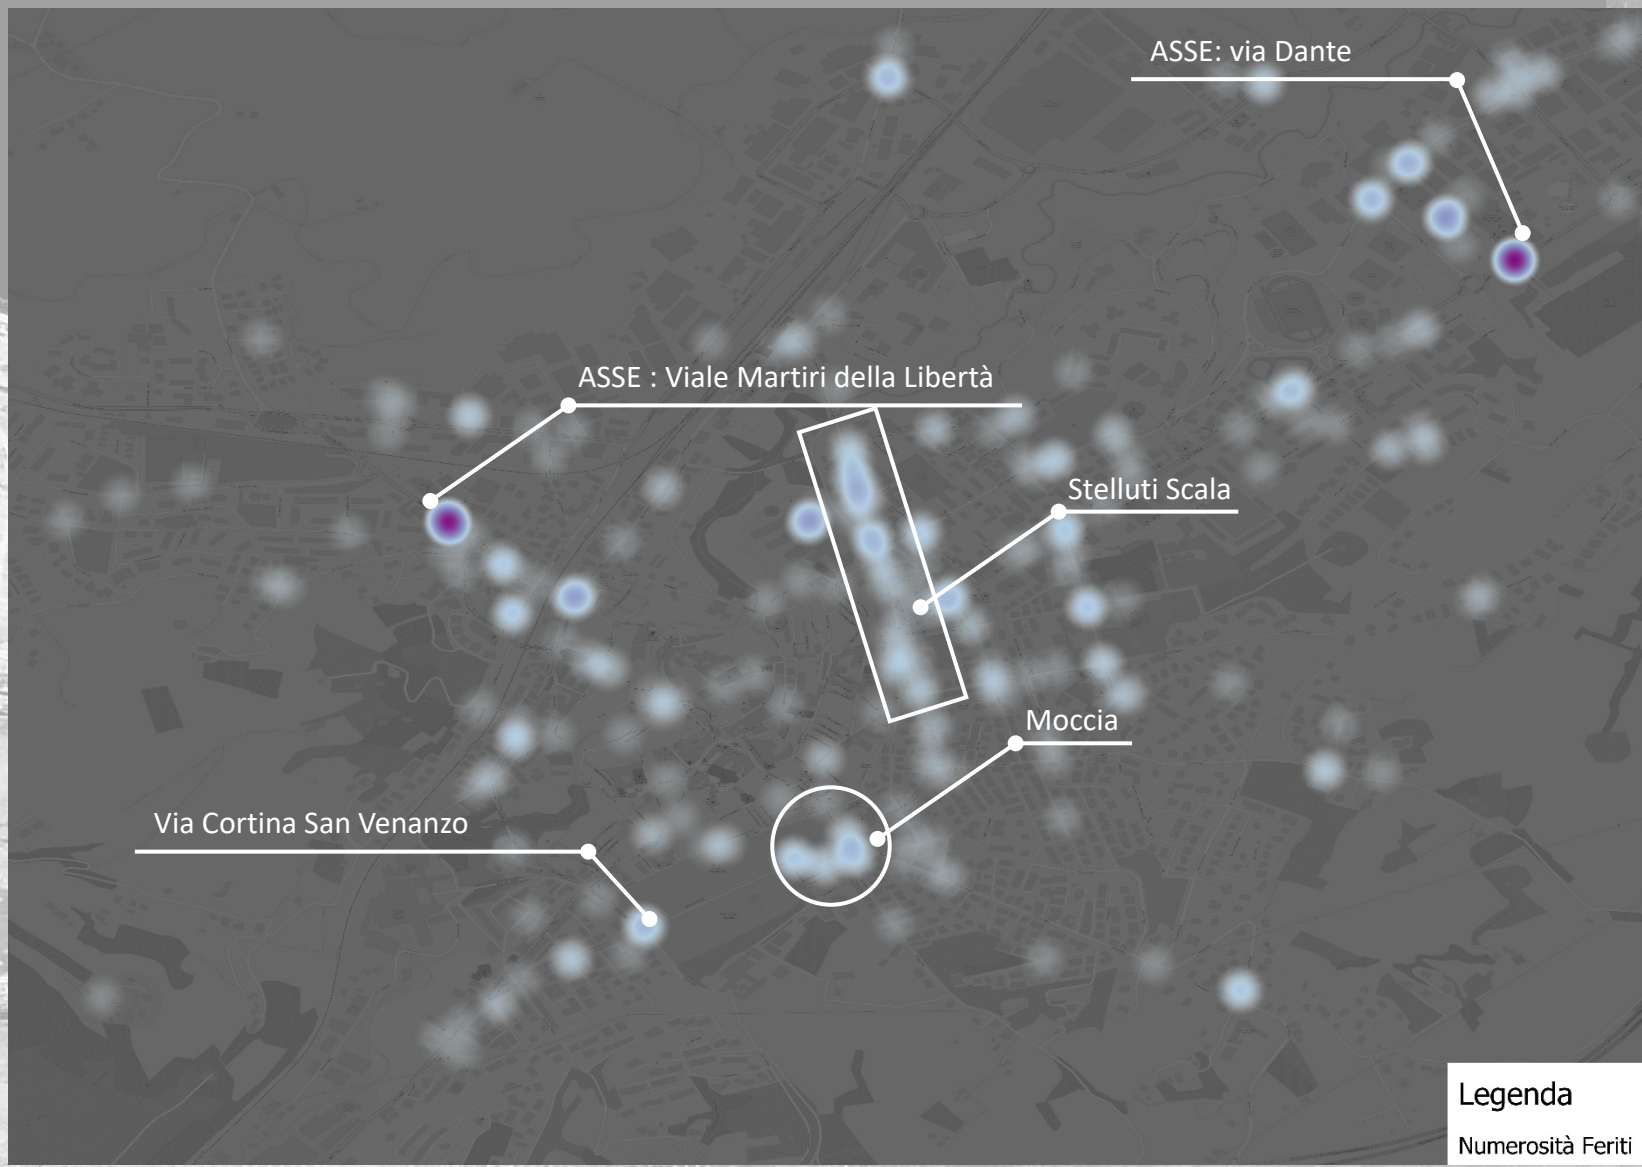 ASSE: via Dante
ASSE : Viale Martiri della Libertà
Stelluti Scala
Moccia
Via Cortina San Venanzo
Legenda
Numerosità Feriti